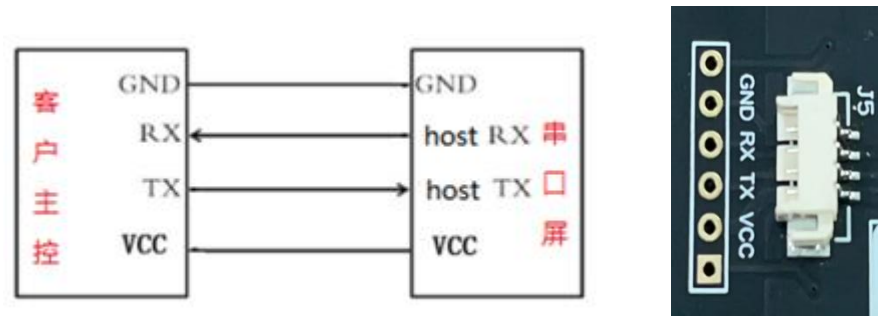 客户主控
GND
RX
TX
VCC
GND
host RX
host TX
VCC
串口屏
GND RX TX VCC
J5